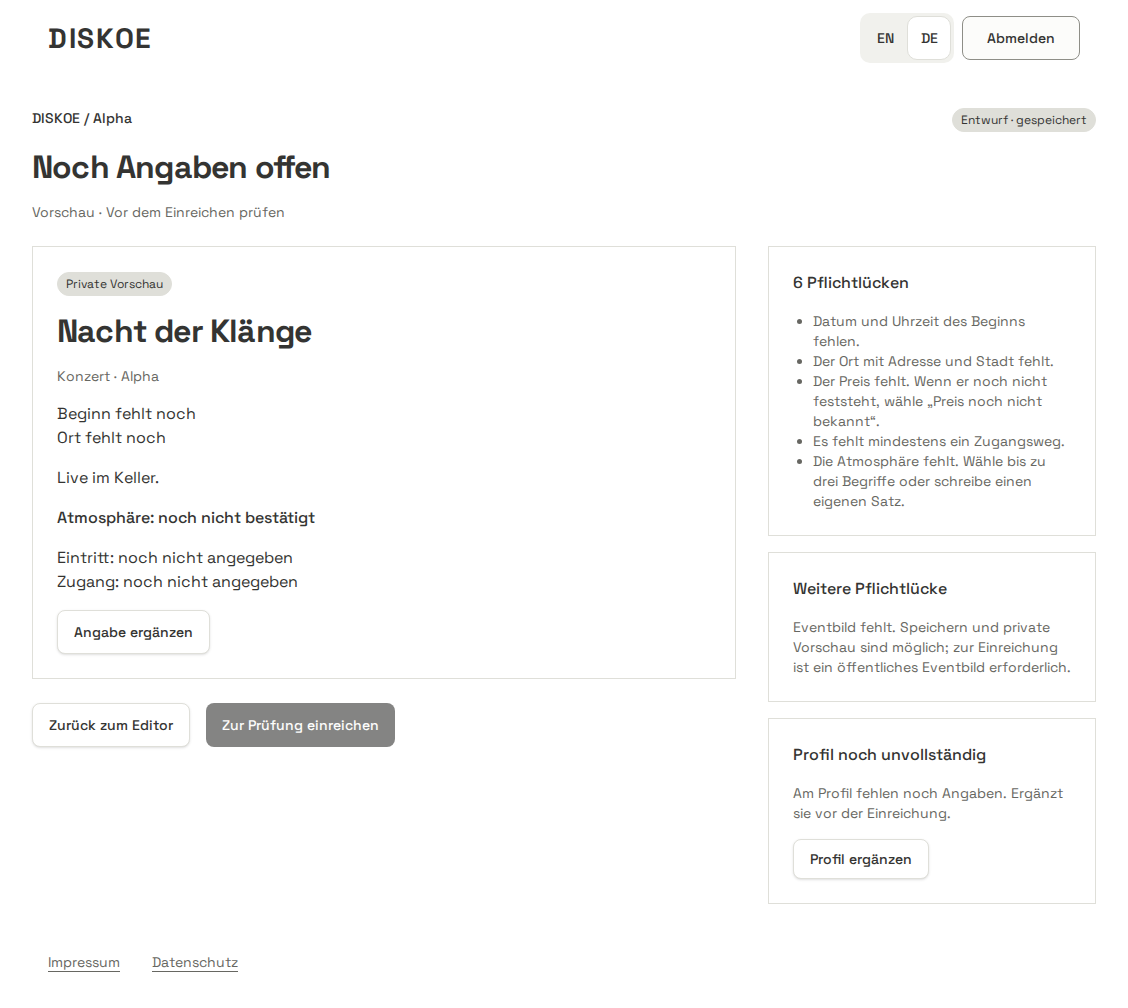 DISKOE
EN
DE
Abmelden
DISKOE / Alpha
Entwurf · gespeichert
Noch Angaben offen
Vorschau · Vor dem Einreichen prüfen
Private Vorschau
Nacht der Klänge
Konzert · Alpha
Beginn fehlt noch
Ort fehlt noch
Live im Keller.
Atmosphäre: noch nicht bestätigt
Eintritt: noch nicht angegeben
Zugang: noch nicht angegeben
Angabe ergänzen
Zurück zum Editor
Zur Prüfung einreichen
6 Pflichtlücken
Datum und Uhrzeit des Beginns
fehlen.
Der Ort mit Adresse und Stadt fehlt.
Der Preis fehlt. Wenn er noch nicht
feststeht, wähle „Preis noch nicht
bekannt“.
Es fehlt mindestens ein Zugangsweg.
Die Atmosphäre fehlt. Wähle bis zu
drei Begriffe oder schreibe einen
eigenen Satz.
Weitere Pflichtlücke
Eventbild fehlt. Speichern und private
Vorschau sind möglich; zur Einreichung
ist ein öffentliches Eventbild erforderlich.
Profil noch unvollständig
Am Profil fehlen noch Angaben. Ergänzt
sie vor der Einreichung.
Profil ergänzen
Impressum
Datenschutz